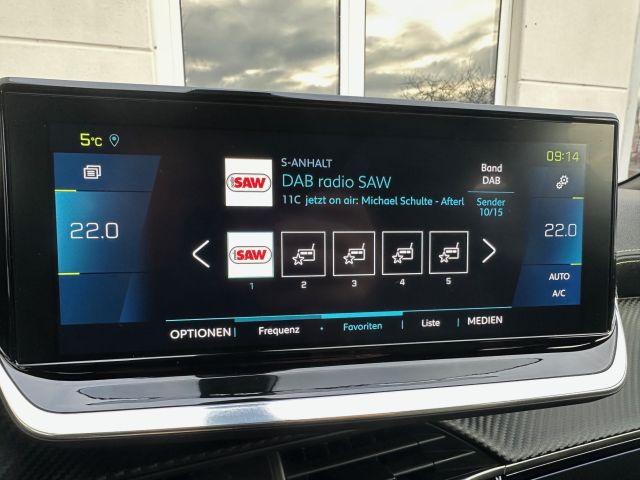 5°C
09:14
S-ANHALT
DAB radio SAW
11C jetzt on air: Michael Schulte - Afterl
Band
DAB
Sender
10/15
SAW
22.0
22.0
SAW
1
2
3
4
5
AUTO
A/C
OPTIONEN
Frequenz
Favoriten
Liste
MEDIEN